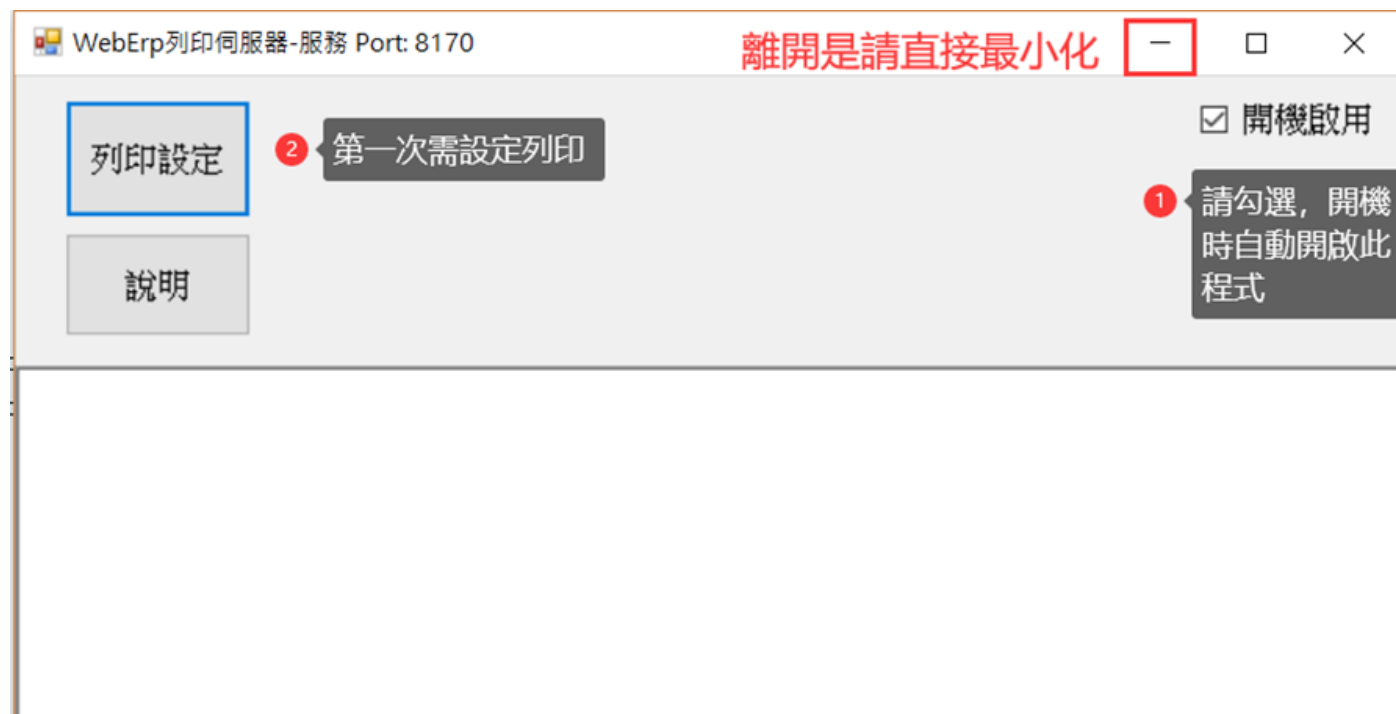 WebErp列印伺服器-服務 Port: 8170
離開是請直接最小化
開機啟用
列印設定
2 第一次需設定列印
1 請勾選，開機
時自動開啟此
程式
說明